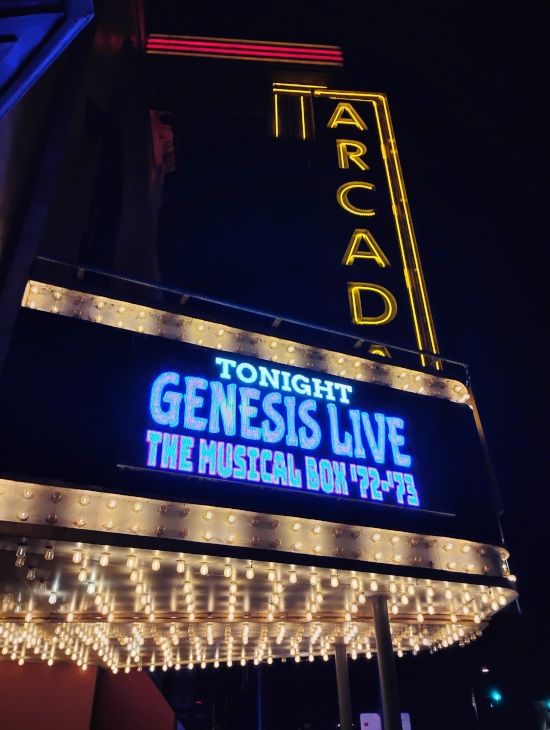 ARCADA
TONIGHT
GENESIS LIVE
THE MUSICAL BOX '72-'73